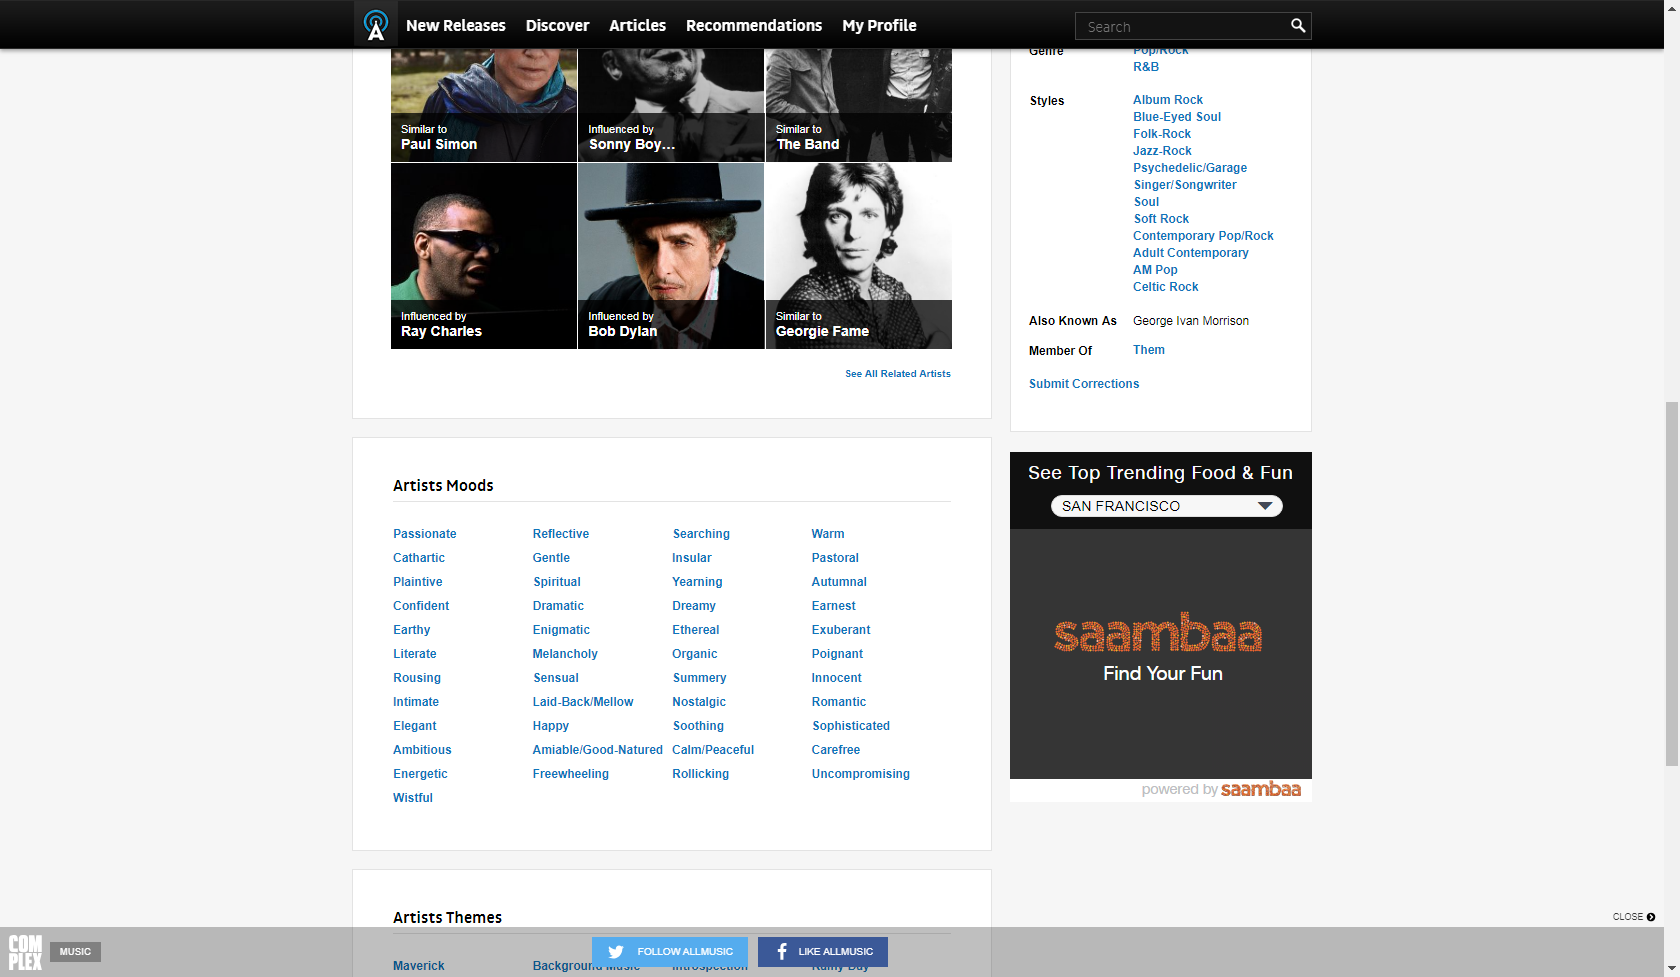 New Releases Discover Articles Recommendations My Profile Search
Similar to
Paul Simon
Influenced by
Sonny Boy...
Similar to
The Band
Influenced by
Ray Charles
Influenced by
Bob Dylan
Similar to
Georgie Fame
See All Related Artists
Genre Pop/Rock
R&B
Styles Album Rock
Blue-Eyed Soul
Folk-Rock
Jazz-Rock
Psychedelic/Garage
Singer/Songwriter
Soul
Soft Rock
Contemporary Pop/Rock
Adult Contemporary
AM Pop
Celtic Rock
Also Known As George Ivan Morrison
Member Of Them
Submit Corrections
Artists Moods
Passionate Reflective Searching Warm
Cathartic Gentle Insular Pastoral
Plaintive Spiritual Yearning Autumnal
Confident Dramatic Dreamy Earnest
Earthy Enigmatic Ethereal Exuberant
Literate Melancholy Organic Poignant
Rousing Sensual Summery Innocent
Intimate Laid-Back/Mellow Nostalgic Romantic
Elegant Happy Soothing Sophisticated
Ambitious Amiable/Good-Natured Calm/Peaceful Carefree
Energetic Freewheeling Rollicking Uncompromising
Wistful
See Top Trending Food & Fun
SAN FRANCISCO
saambaa
Find Your Fun
powered by saambaa
Artists Themes
CLOSE
COMPLEX MUSIC FOLLOW ALLMUSIC LIKE ALLMUSIC
Maverick Background Music Introspection Rainy Day